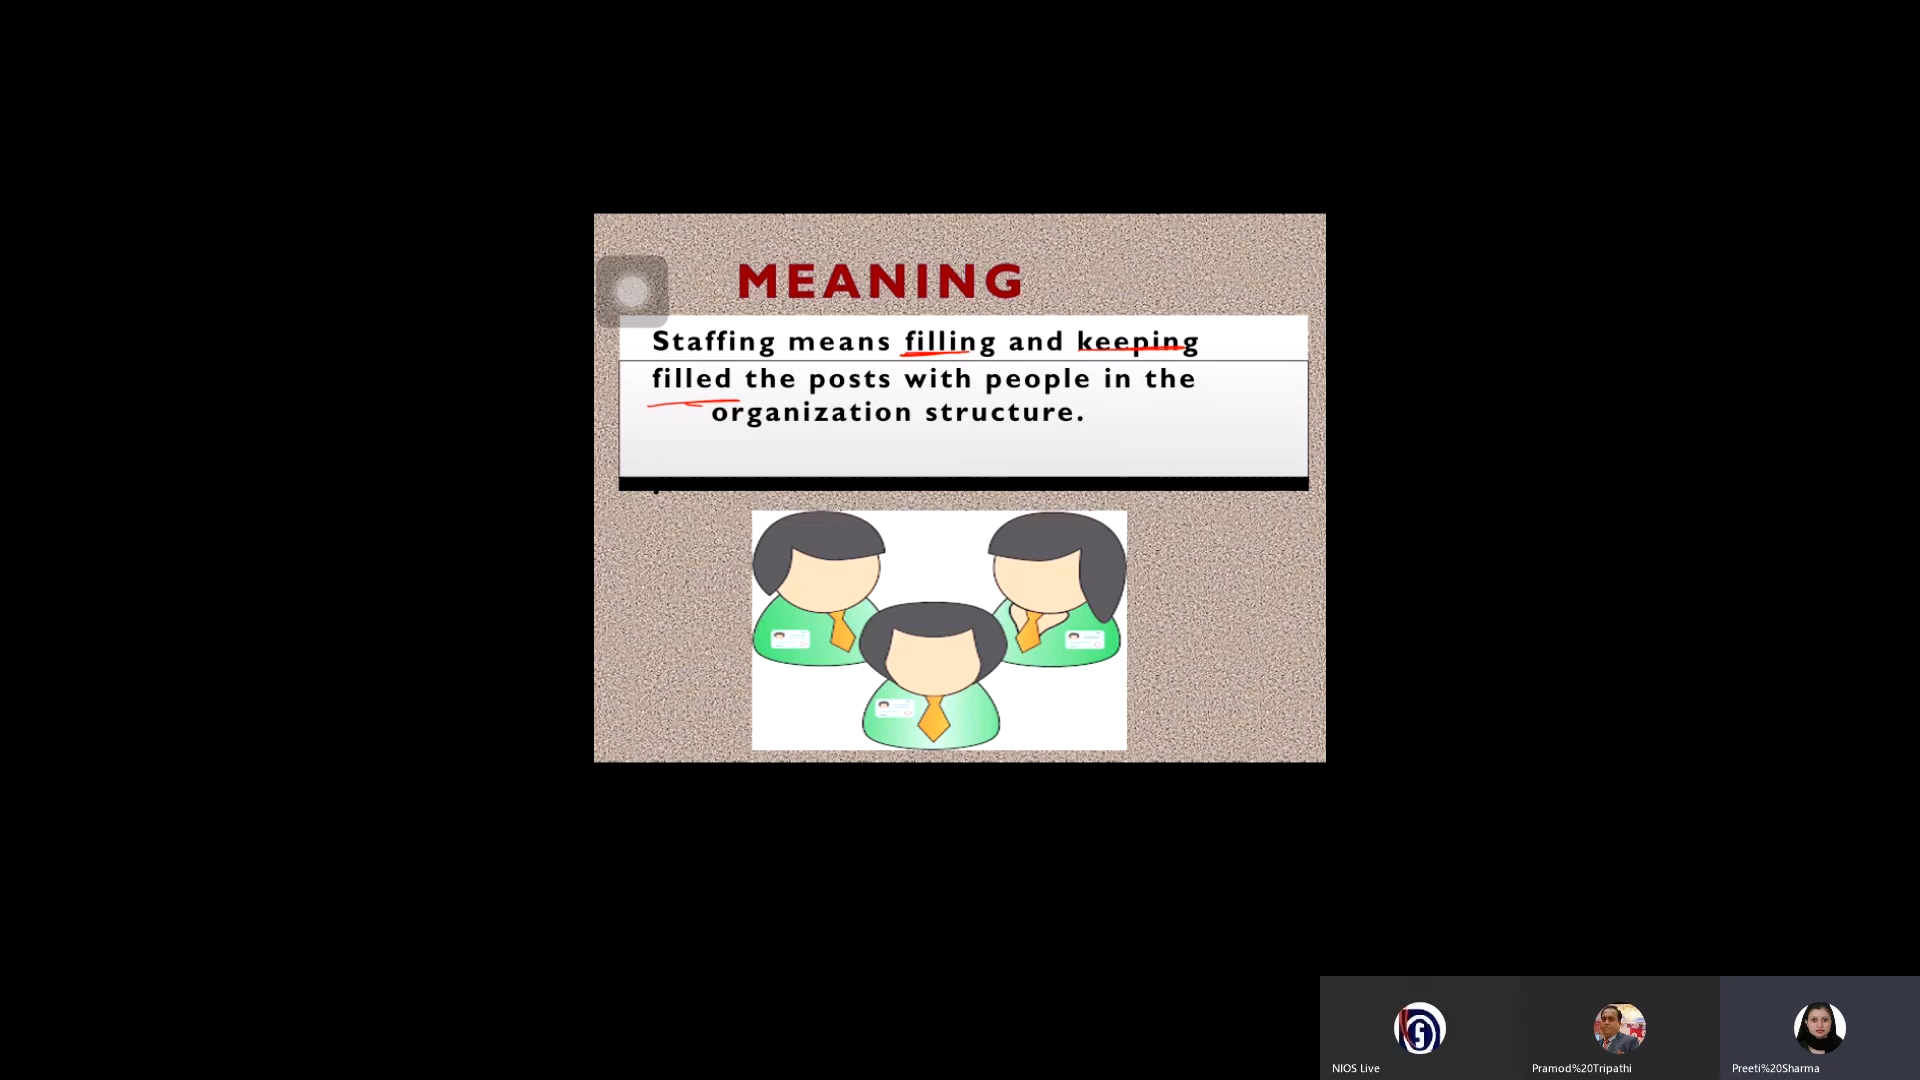 MEANING
Staffing means filling and keeping
filled the posts with people in the
organization structure.
.
NIOS Live
Pramod%20Tripathi
Preeti%20Sharma